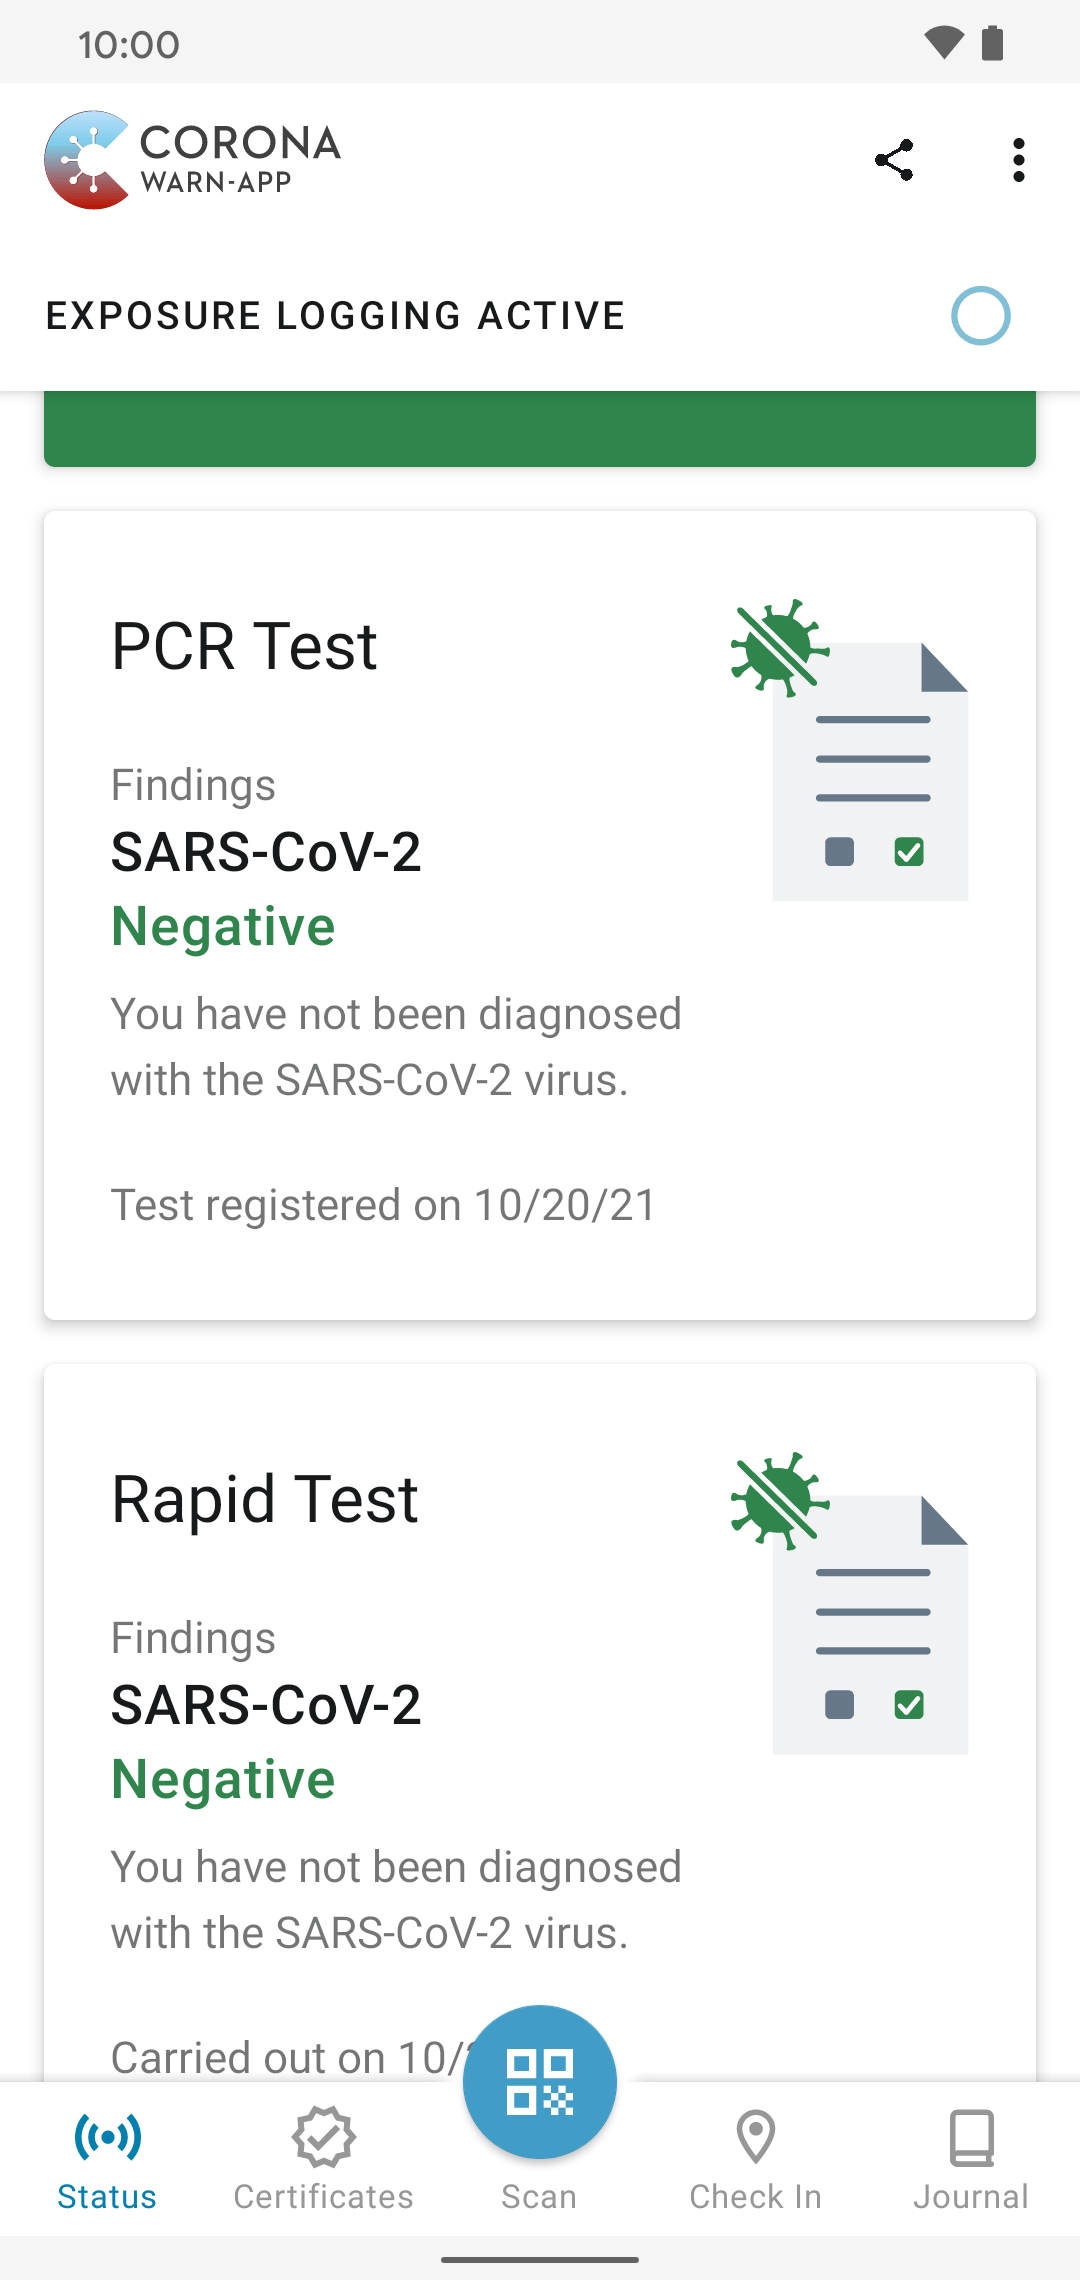 10:00
CORONA
WARN-APP
EXPOSURE LOGGING ACTIVE
PCR Test
Findings
SARS-CoV-2
Negative
You have not been diagnosed
with the SARS-CoV-2 virus.
Test registered on 10/20/21
Rapid Test
Findings
SARS-CoV-2
Negative
You have not been diagnosed
with the SARS-CoV-2 virus.
Carried out on 10/
Status
Certificates
Scan
Check In
Journal